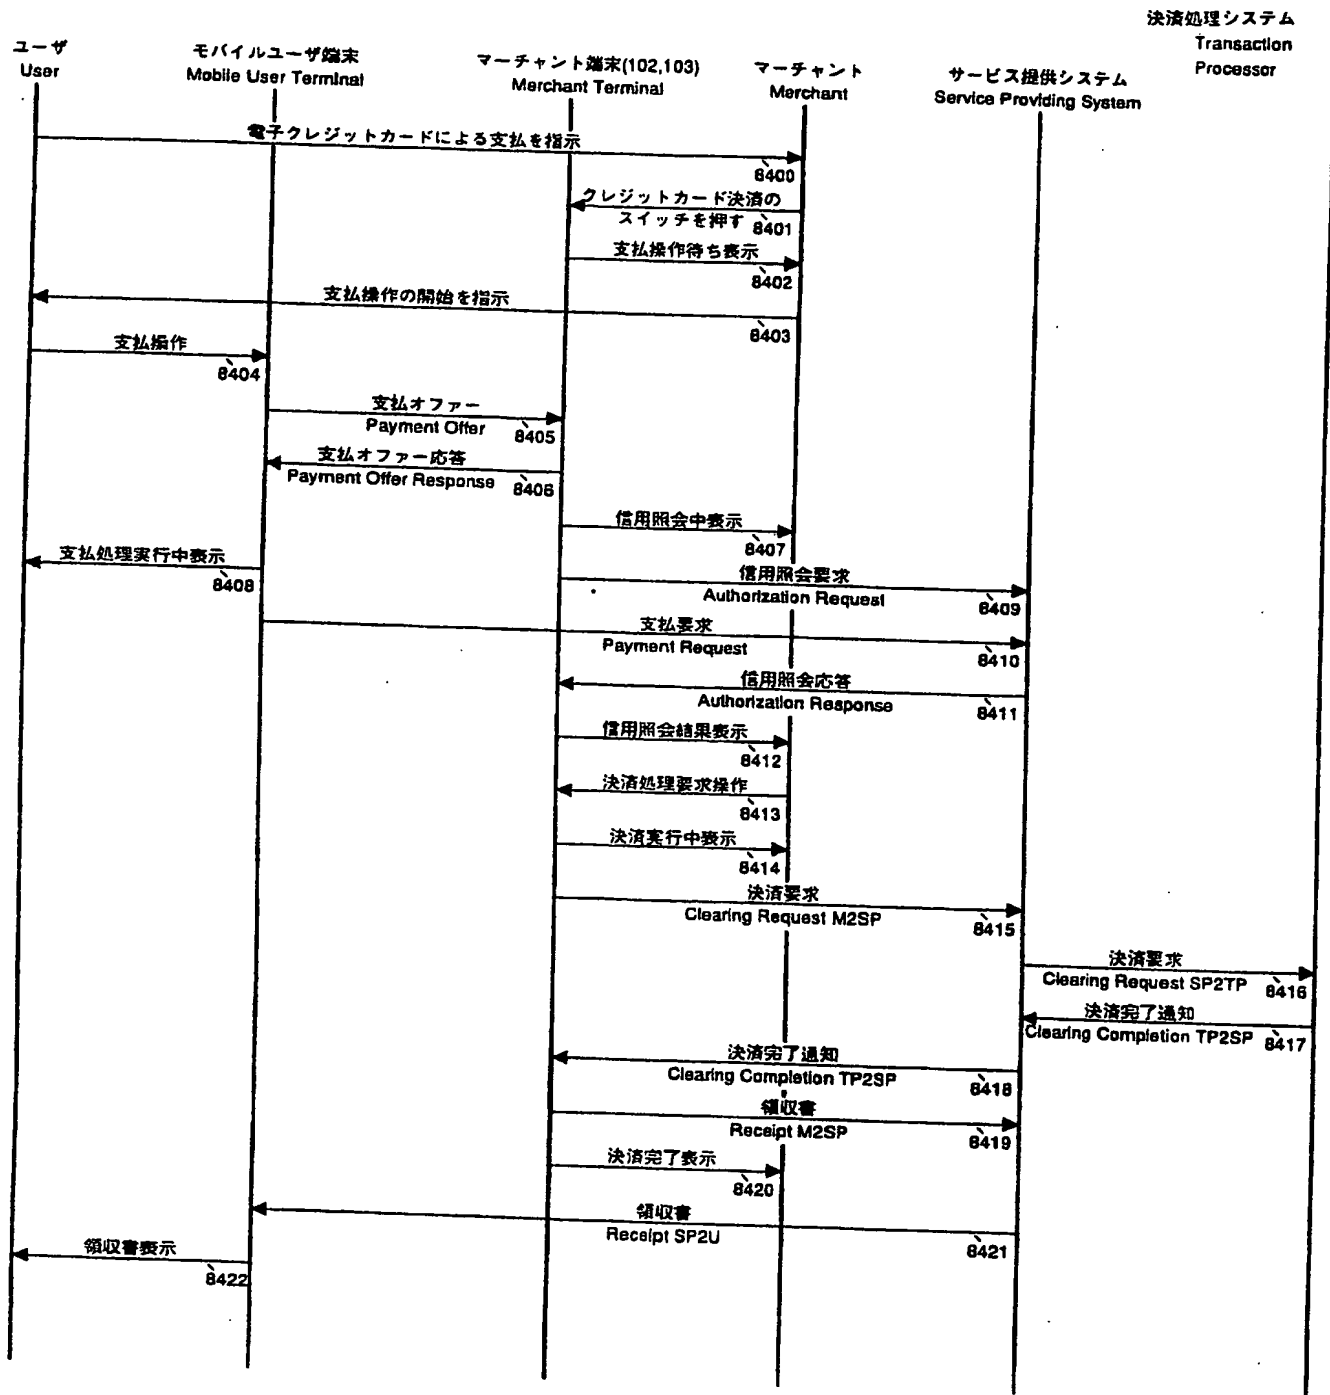 決済処理システム
Transaction
Processor
ユーザ
User
モバイルユーザ端末
Mobile User Terminal
マーチャント端末(102,103)
Merchant Terminal
マーチャント
Merchant
サービス提供システム
Service Providing System
電子クレジットカードによる支払を指示
8400
クレジットカード決済の
スイッチを押す 8401
支払操作待ち表示
8402
支払操作の開始を指示
8403
支払操作
8404
支払オファー
Payment Offer 8405
支払オファー応答
Payment Offer Response 8406
信用照会中表示
8407
支払処理実行中表示
8408
信用照会要求
Authorization Request 8409
支払要求
Payment Request 8410
信用照会応答
Authorization Response 8411
信用照会結果表示
8412
決済処理要求操作
8413
決済実行中表示
8414
決済要求
Clearing Request M2SP 8415
決済要求
Clearing Request SP2TP 8416
決済完了通知
Clearing Completion TP2SP 8417
決済完了通知
Clearing Completion TP2SP 8418
領収書
Receipt M2SP 8419
決済完了表示
8420
領収書
Receipt SP2U 8421
領収書表示
8422